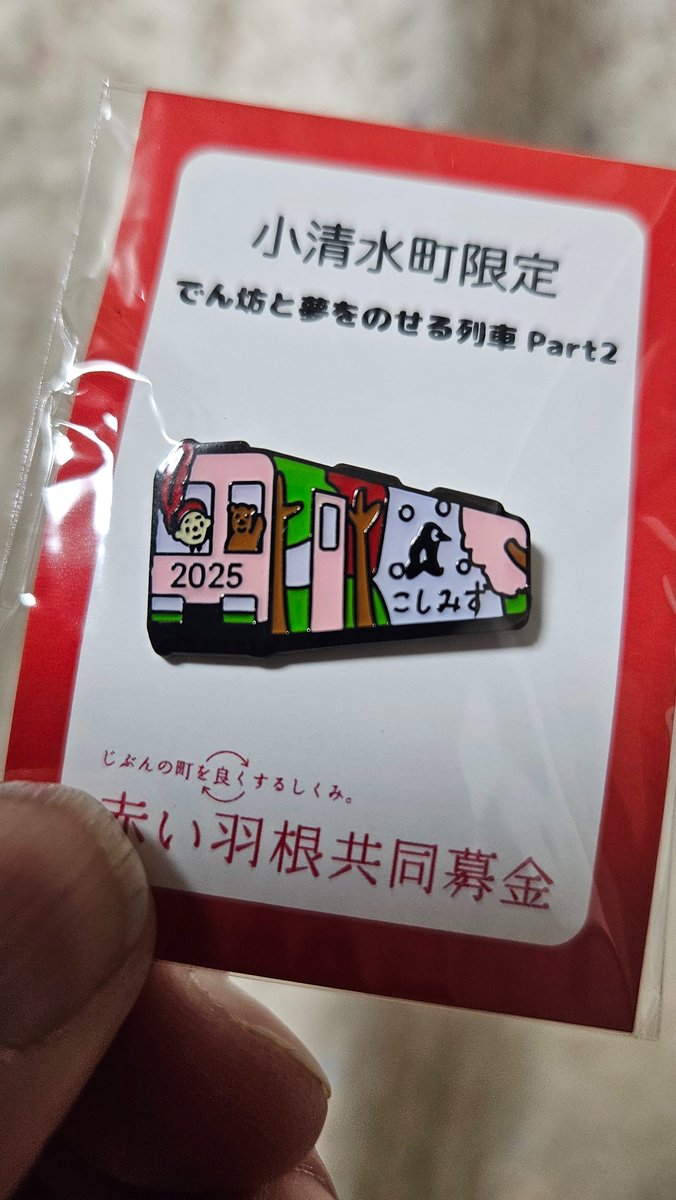 小清水町限定
でん坊と夢をのせる列車 Part2
2025
こしみず
じぶんの町を良くするしくみ。
赤い羽根共同募金